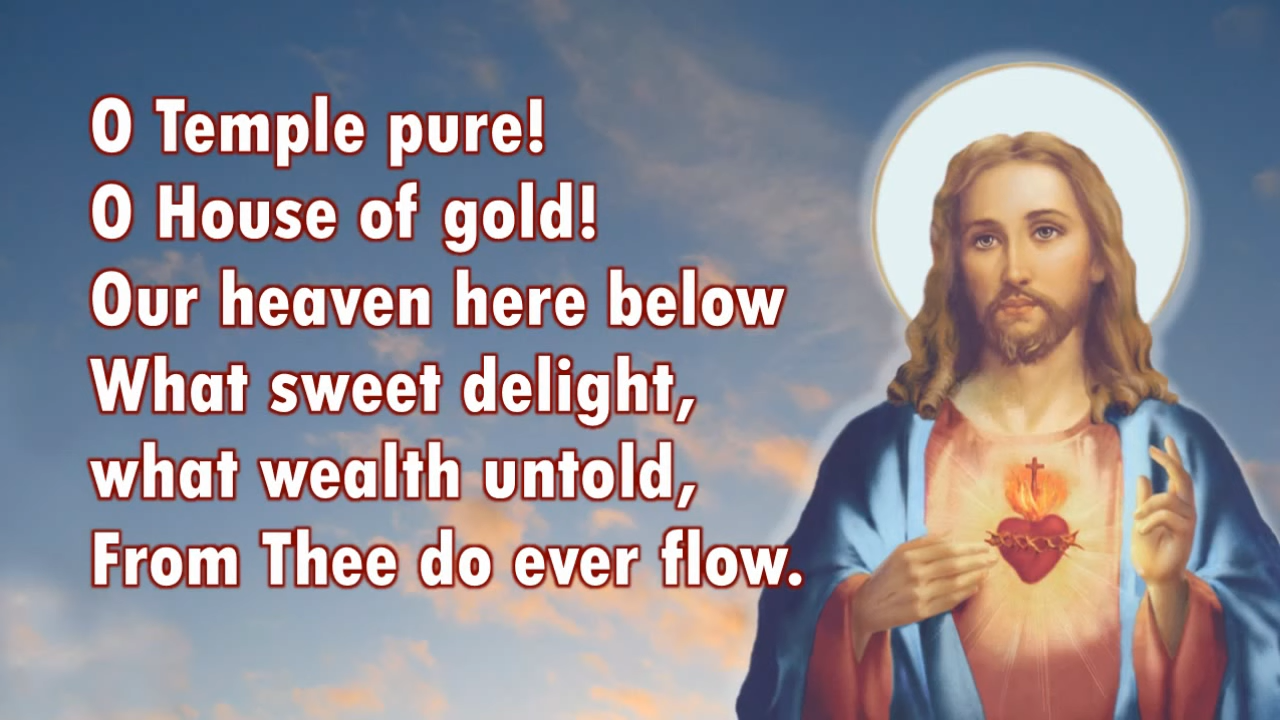 O Temple pure!
O House of gold!
Our heaven here below
What sweet delight,
what wealth untold,
From Thee do ever flow.